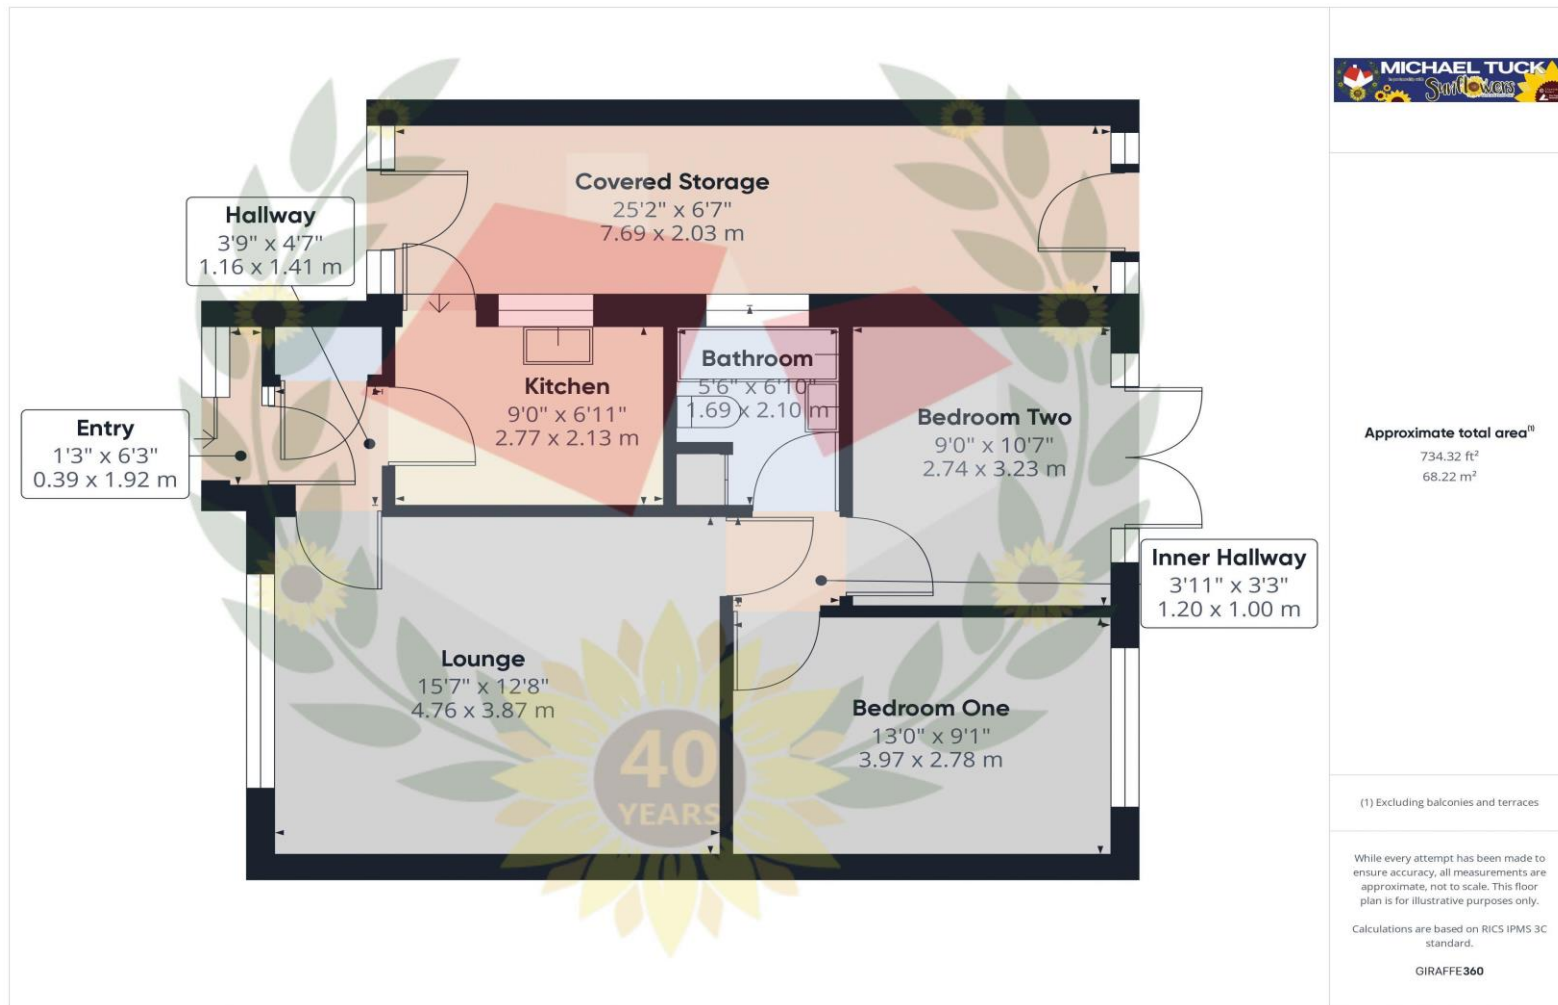 MICHAEL TUCK
Sunflowers
Covered Storage
25'2" x 6'7"
7.69 x 2.03 m
Hallway
3'9" x 4'7"
1.16 x 1.41 m
Bathroom
5'6" x 6'10"
1.69 x 2.10 m
Kitchen
9'0" x 6'11"
2.77 x 2.13 m
Bedroom Two
9'0" x 10'7"
2.74 x 3.23 m
Entry
1'3" x 6'3"
0.39 x 1.92 m
Inner Hallway
3'11" x 3'3"
1.20 x 1.00 m
Lounge
15'7" x 12'8"
4.76 x 3.87 m
Bedroom One
13'0" x 9'1"
3.97 x 2.78 m
40
YEARS
Approximate total area(1)
734.32 ft²
68.22 m²
(1) Excluding balconies and terraces
While every attempt has been made to
ensure accuracy, all measurements are
approximate, not to scale. This floor
plan is for illustrative purposes only.
Calculations are based on RICS IPMS 3C
standard.
GIRAFFE360